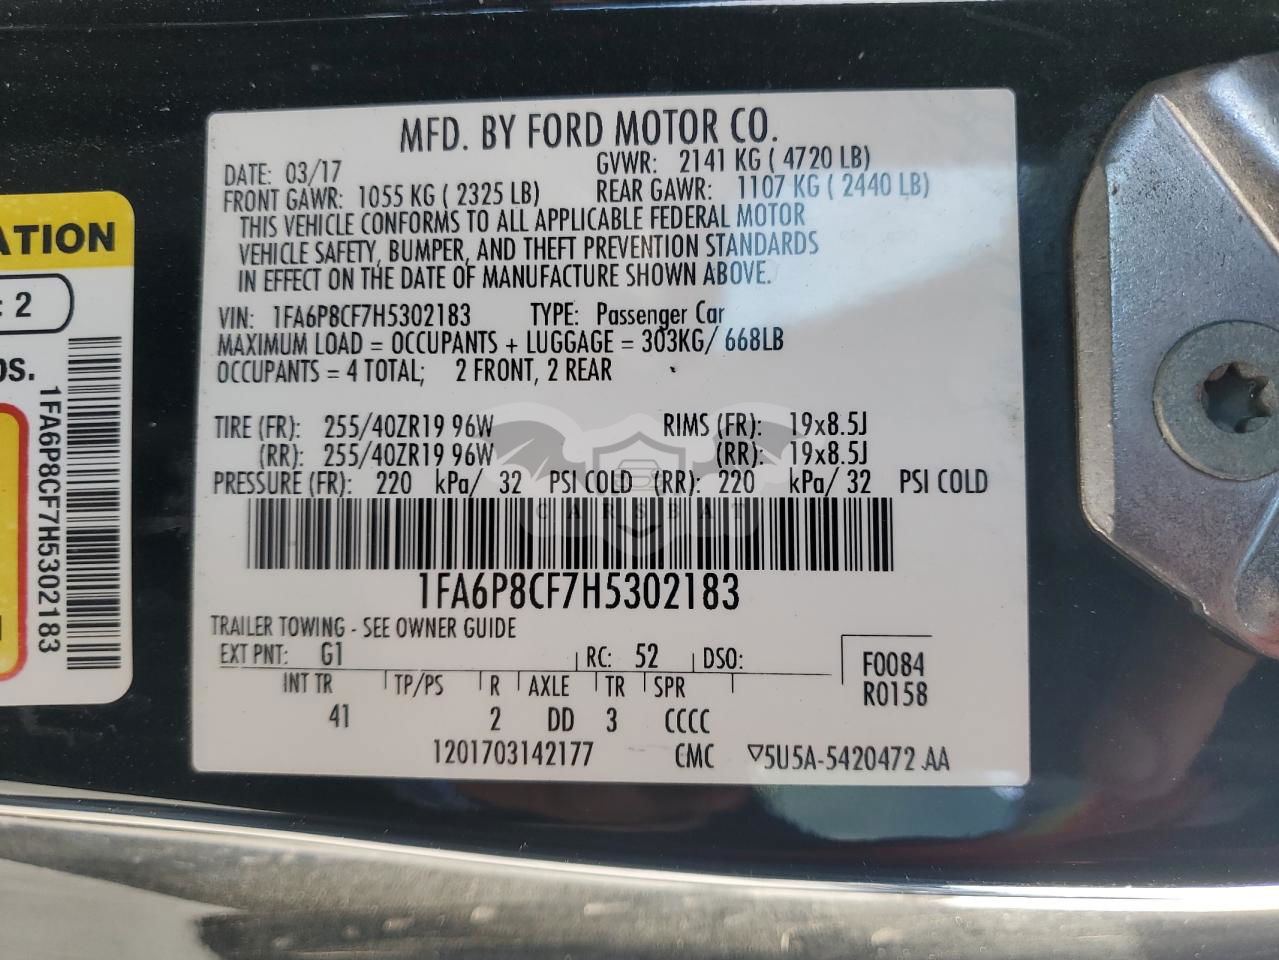 MFD. BY FORD MOTOR CO.
DATE: 03/17 GVWR: 2141 KG ( 4720 LB)
FRONT GAWR: 1055 KG ( 2325 LB) REAR GAWR: 1107 KG ( 2440 LB)
THIS VEHICLE CONFORMS TO ALL APPLICABLE FEDERAL MOTOR
VEHICLE SAFETY, BUMPER, AND THEFT PREVENTION STANDARDS
IN EFFECT ON THE DATE OF MANUFACTURE SHOWN ABOVE.
VIN: 1FA6P8CF7H5302183 TYPE: Passenger Car
MAXIMUM LOAD = OCCUPANTS + LUGGAGE = 303KG/ 668LB
OCCUPANTS = 4 TOTAL; 2 FRONT, 2 REAR
TIRE (FR): 255/40ZR19 96W RIMS (FR): 19x8.5J
(RR): 255/40ZR19 96W (RR): 19x8.5J
PRESSURE (FR): 220 kPa/ 32 PSI COLD (RR): 220 kPa/ 32 PSI COLD
CARSBAT
1FA6P8CF7H5302183
TRAILER TOWING - SEE OWNER GUIDE
EXT PNT: G1 RC: 52 DSO: F0084
INT TR TP/PS R AXLE TR SPR R0158
41 2 DD 3 CCCC
1201703142177 CMC ▽5U5A-5420472 AA
ATION
: 2
os.
1FA6P8CF7H5302183